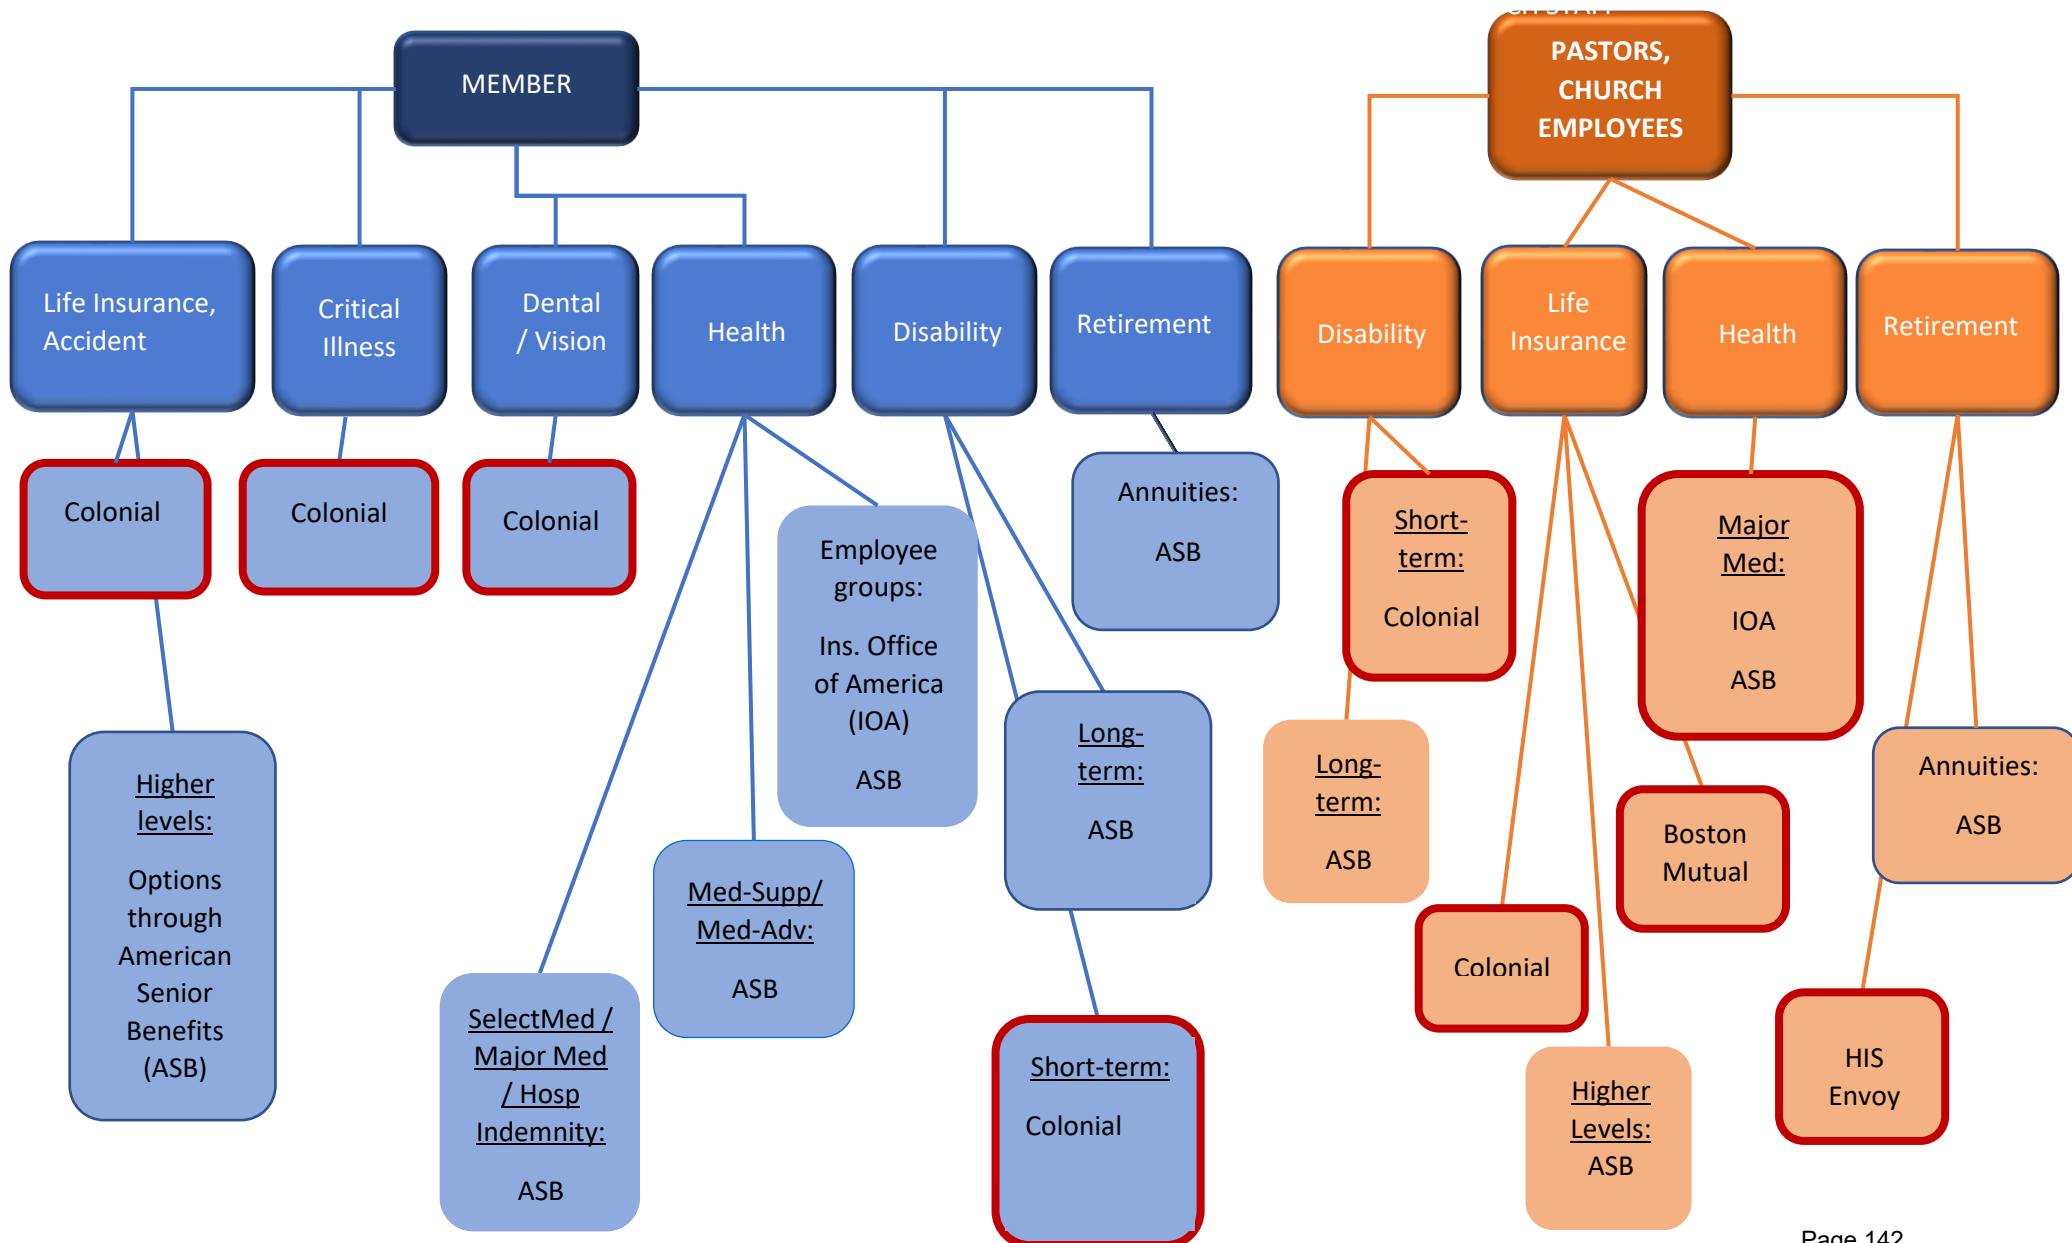 MEMBER
PASTORS,
CHURCH
EMPLOYEES
Life Insurance,
Accident
Critical
Illness
Dental
/ Vision
Health
Disability
Retirement
Disability
Life
Insurance
Health
Retirement
Colonial
Colonial
Colonial
Employee
groups:
Ins. Office
of America
(IOA)
ASB
Annuities:
ASB
Short-
term:
Colonial
Major
Med:
IOA
ASB
Higher
levels:
Options
through
American
Senior
Benefits
(ASB)
Med-Supp/
Med-Adv:
ASB
Long-
term:
ASB
Long-
term:
ASB
Boston
Mutual
Annuities:
ASB
SelectMed /
Major Med
/ Hosp
Indemnity:
ASB
Short-term:
Colonial
Colonial
Higher
Levels:
ASB
HIS
Envoy
Page 142